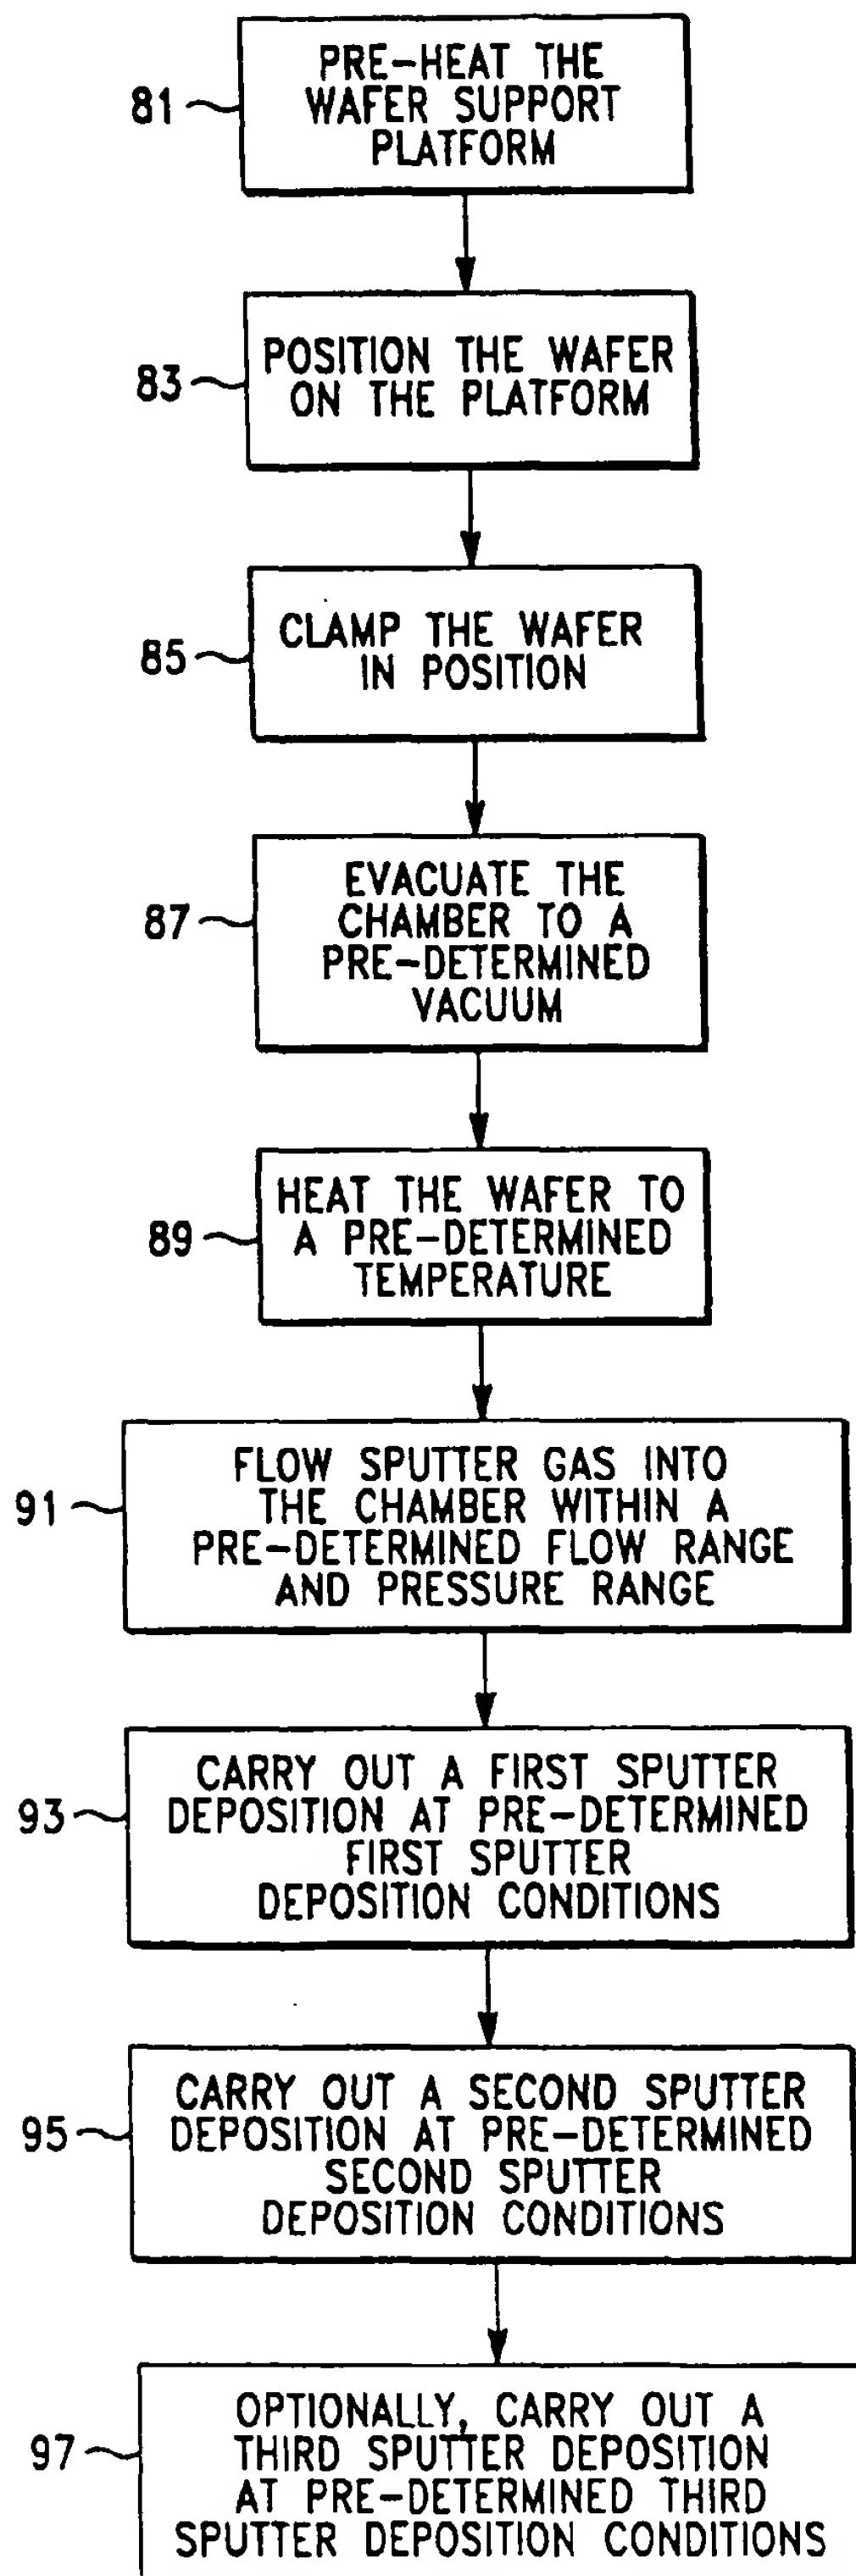 PRE-HEAT THE
WAFER SUPPORT
PLATFORM
81
POSITION THE WAFER
ON THE PLATFORM
83
CLAMP THE WAFER
IN POSITION
85
EVACUATE THE
CHAMBER TO A
PRE-DETERMINED
VACUUM
87
HEAT THE WAFER TO
A PRE-DETERMINED
TEMPERATURE
89
FLOW SPUTTER GAS INTO
THE CHAMBER WITHIN A
PRE-DETERMINED FLOW RANGE
AND PRESSURE RANGE
91
CARRY OUT A FIRST SPUTTER
DEPOSITION AT PRE-DETERMINED
FIRST SPUTTER
DEPOSITION CONDITIONS
93
CARRY OUT A SECOND SPUTTER
DEPOSITION AT PRE-DETERMINED
SECOND SPUTTER
DEPOSITION CONDITIONS
95
OPTIONALLY, CARRY OUT A
THIRD SPUTTER DEPOSITION
AT PRE-DETERMINED THIRD
SPUTTER DEPOSITION CONDITIONS
97